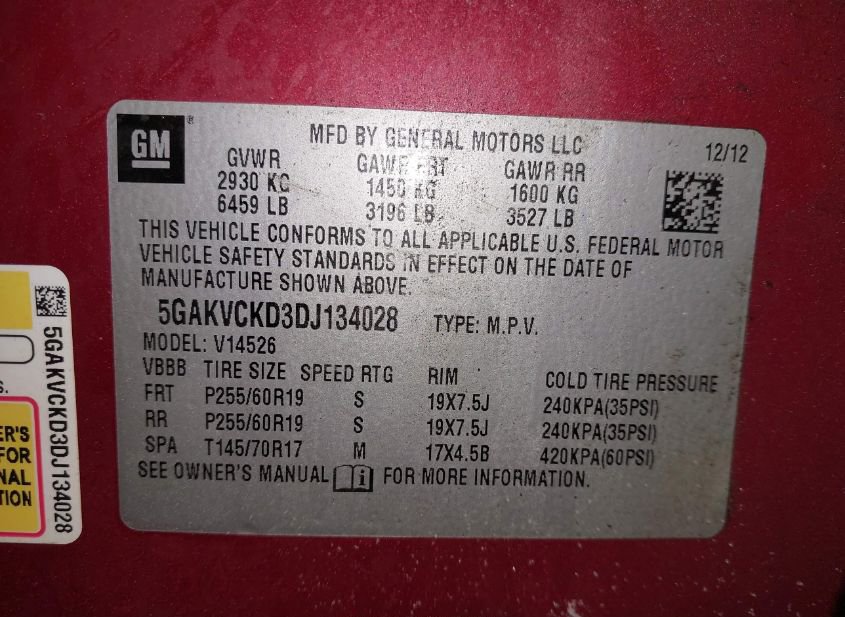 GM
MFD BY GENERAL MOTORS LLC 12/12
GVWR GAWR FRT GAWR RR
2930 KG 1450 KG 1600 KG
6459 LB 3196 LB 3527 LB
THIS VEHICLE CONFORMS TO ALL APPLICABLE U.S. FEDERAL MOTOR
VEHICLE SAFETY STANDARDS IN EFFECT ON THE DATE OF
MANUFACTURE SHOWN ABOVE.
5GAKVCKD3DJ134028 TYPE: M.P.V.
MODEL: V14526
VBBB TIRE SIZE SPEED RTG RIM COLD TIRE PRESSURE
FRT P255/60R19 S 19X7.5J 240KPA(35PSI)
RR P255/60R19 S 19X7.5J 240KPA(35PSI)
SPA T145/70R17 M 17X4.5B 420KPA(60PSI)
SEE OWNER'S MANUAL i FOR MORE INFORMATION.
5GAKVCKD3DJ134028
S.
ER'S
FOR
NAL
TION